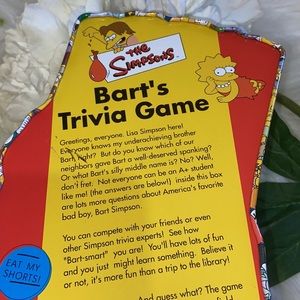 THE
SIMPSONS
Bart's
Trivia Game
Greetings, everyone. Lisa Simpson here!
Everyone knows my underachieving brother
Bart, right? But do you know which of our
neighbors gave Bart a well-deserved spanking?
Or what Bart's silly middle name is? No? Well,
don't fret. Not everyone can be an A+ student
like me! (the answers are below!) inside this box
are lots more questions about America's favorite
bad boy, Bart Simpson.
You can compete with your friends or even
other Simpson trivia experts! See how
"Bart-smart" you are! You'll have lots of fun
and you just might learn something. Believe it
or not, it's more fun than a trip to the library!
And guess what? The game
EAT MY
SHORTS!